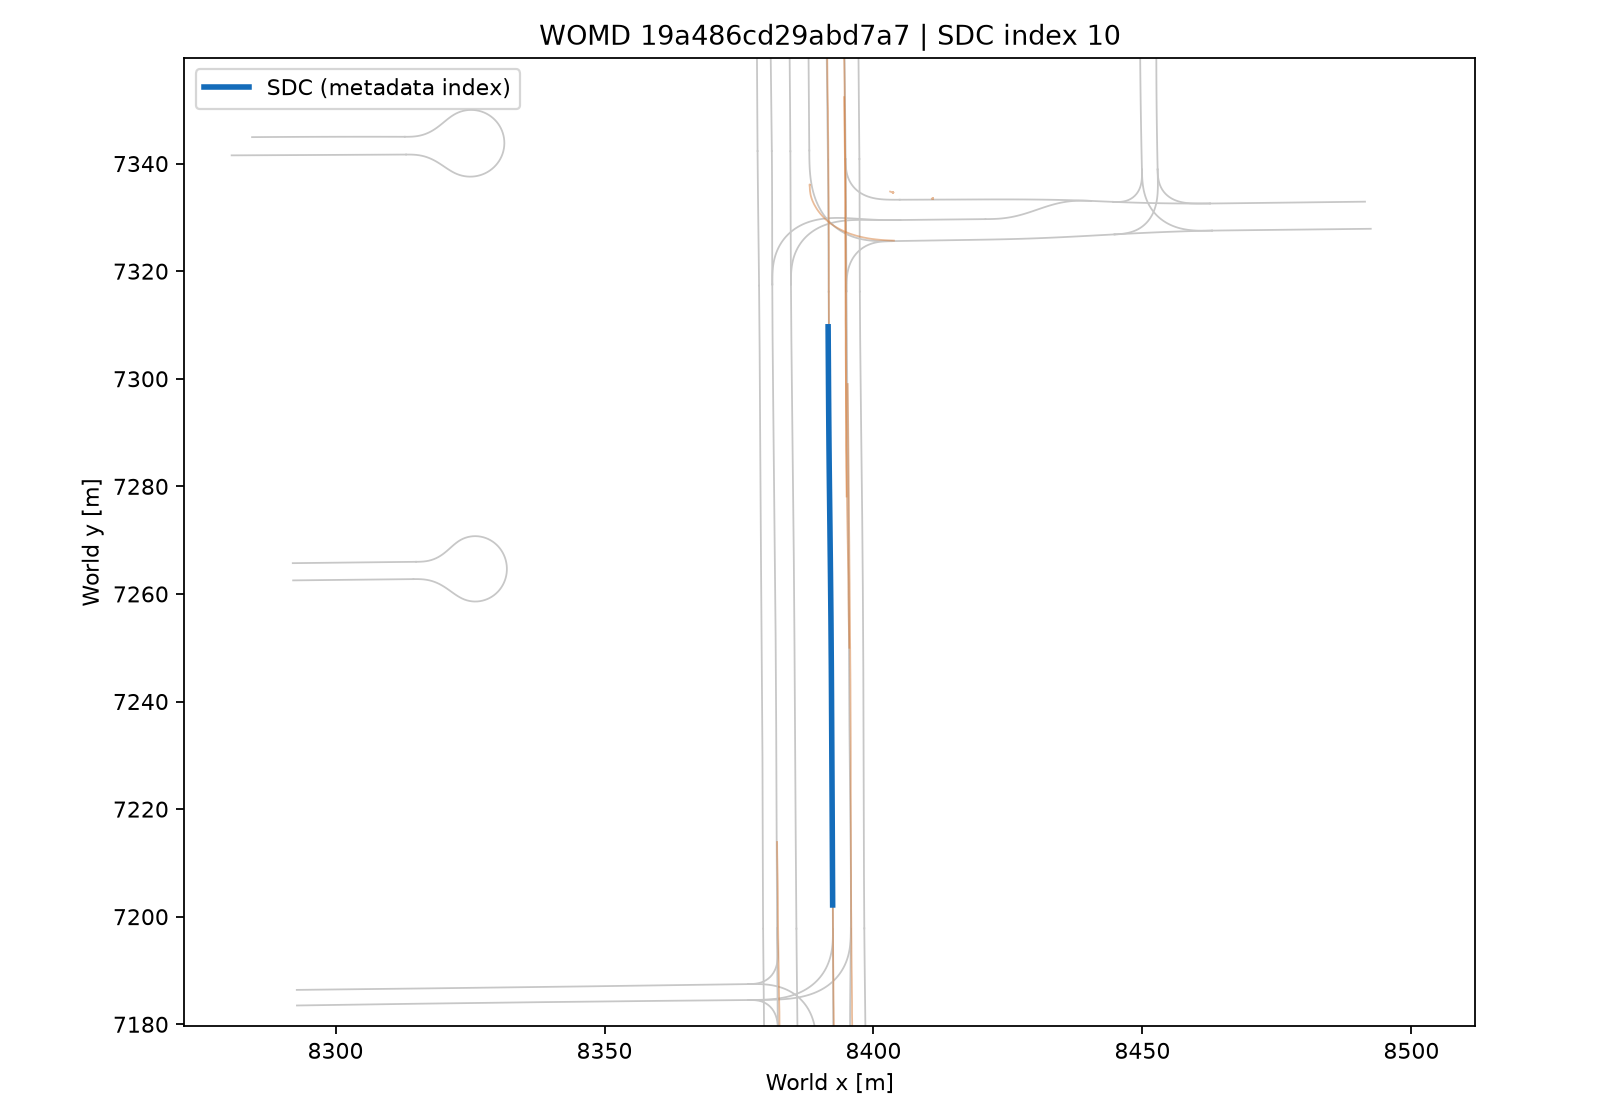 WOMD 19a486cd29abd7a7 | SDC index 10
SDC (metadata index)
7340
7320
7300
7280
7260
7240
7220
7200
7180
World y [m]
8300 8350 8400 8450 8500
World x [m]